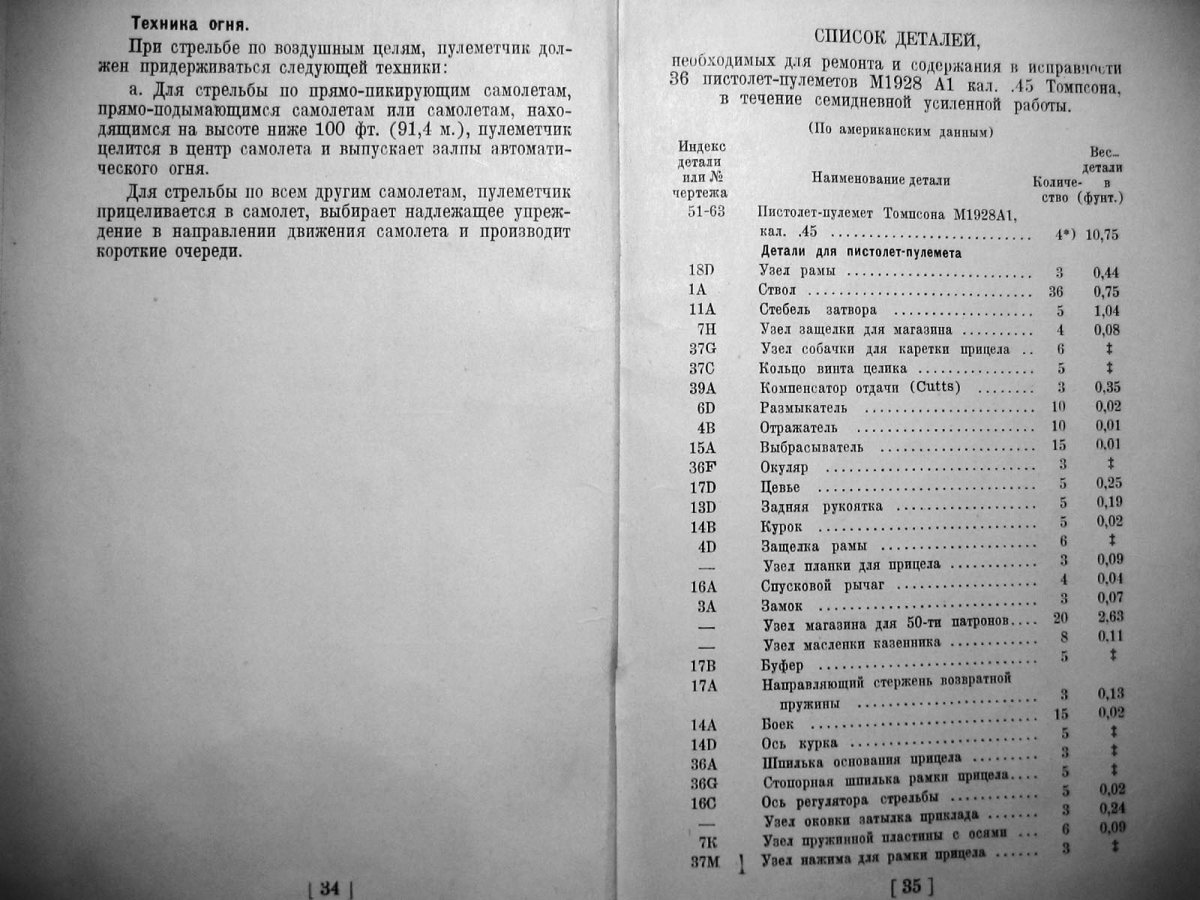 Техника огня.
При стрельбе по воздушным целям, пулеметчик дол-
жен придерживаться следующей техники:
а. Для стрельбы по прямо-пикирующим самолетам,
прямо-подымающимся самолетам или самолетам, нахо-
дящимся на высоте ниже 100 фт. (91,4 м.), пулеметчик
целится в центр самолета и выпускает залпы автомати-
ческого огня.
Для стрельбы по всем другим самолетам, пулеметчик
прицеливается в самолет, выбирает надлежащее упреж-
дение в направлении движения самолета и производит
короткие очереди.
[ 34 ]
СПИСОК ДЕТАЛЕЙ,
необходимых для ремонта и содержания в исправности
36 пистолет-пулеметов М1928 А1 кал. .45 Томпсона,
в течение семидневной усиленной работы.
(По американским данным)
Индекс детали или № чертежа
Наименование детали
Количе-ство
Вес детали в (фунт.)
51-63 Пистолет-пулемет Томпсона М1928А1,
кал. .45 .............................. 4*) 10,75
Детали для пистолет-пулемета
18D Узел рамы .......................... 3 0,44
1A Ствол ............................... 36 0,75
11A Стебель затвора .................... 5 1,04
7H Узел защелки для магазина .......... 4 0,08
37G Узел собачки для каретки прицела .. 6 ‡
37C Кольцо винта целика ................ 5 ‡
39A Компенсатор отдачи (Cutts) ........ 3 0,35
6D Размыкатель ........................ 10 0,02
4B Отражатель ......................... 10 0,01
15A Выбрасыватель ...................... 15 0,01
36F Окуляр ............................. 3 ‡
17D Цевье .............................. 5 0,25
13D Задняя рукоятка .................... 5 0,19
14B Курок .............................. 5 0,02
4D Защелка рамы ....................... 6 ‡
— Узел планки для прицела ............ 3 0,09
16A Спусковой рычаг .................... 4 0,04
3A Замок .............................. 3 0,07
— Узел магазина для 50-ти патронов.... 20 2,63
— Узел масленки казенника ............ 8 0,11
17B Буфер .............................. 5 ‡
17A Направляющий стержень возвратной
пружины ............................ 3 0,13
14A Боек ............................... 15 0,02
14D Ось курка .......................... 5 ‡
36A Шпилька основания прицела ......... 3 ‡
36G Стопорная шпилька рамки прицела.... 5 ‡
16C Ось регулятора стрельбы ............ 5 0,02
— Узел оковки затылка приклада ....... 3 0,24
7K Узел пружинной пластины с осями ... 6 0,09
37M Узел нажима для рамки прицела ...... 3 ‡
[ 35 ]